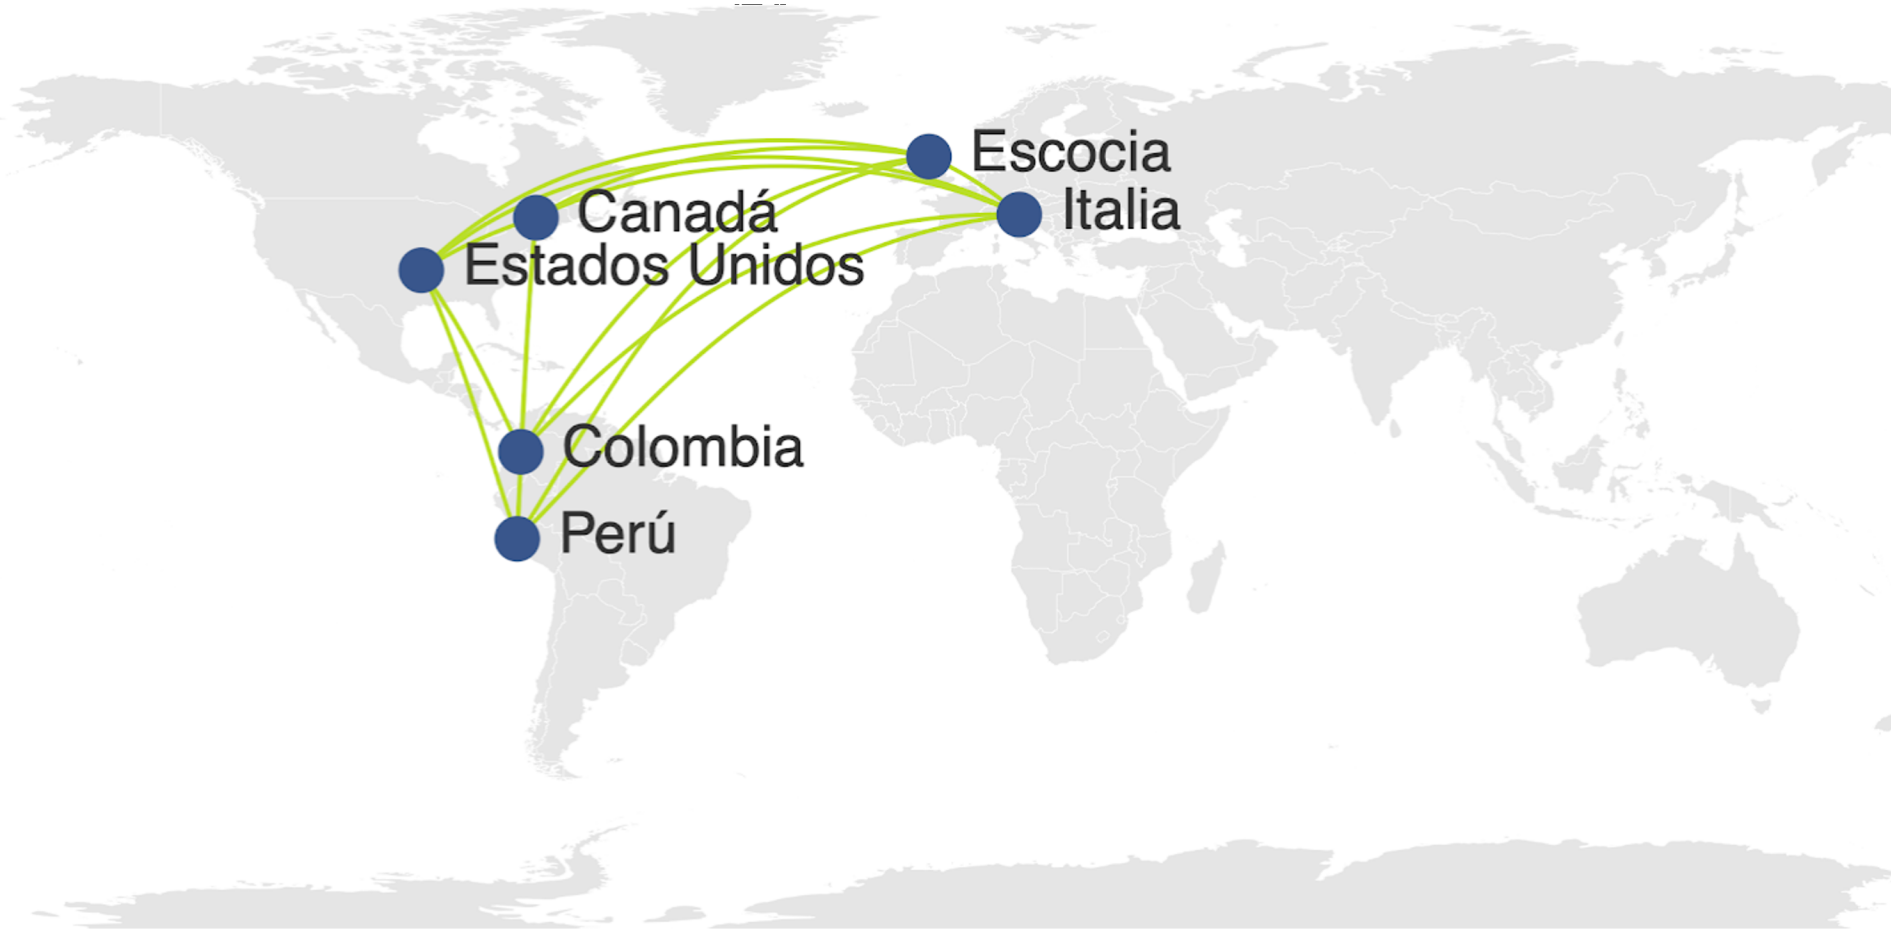 Escocia
Italia
Canadá
Estados Unidos
Colombia
Perú